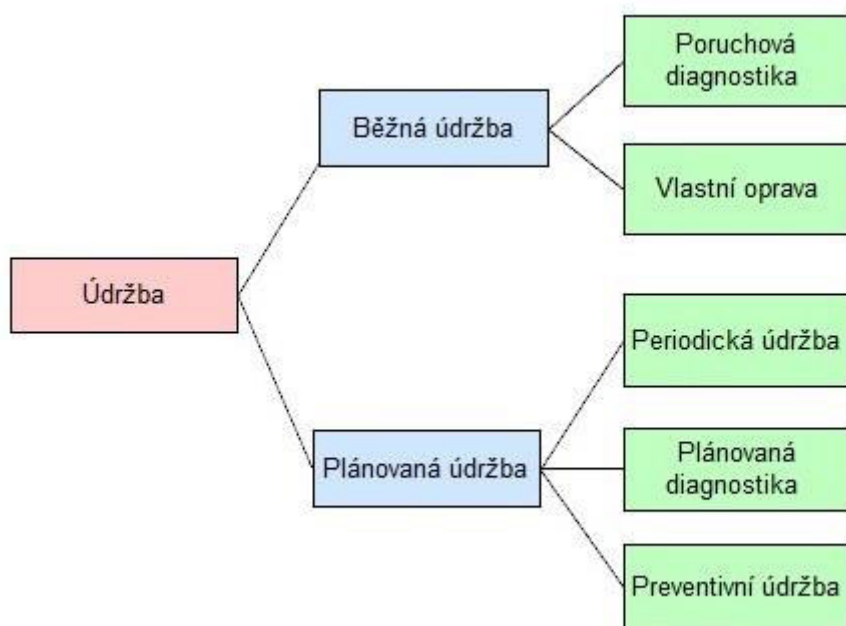 Poruchová
diagnostika
Běžná údržba
Vlastní oprava
Údržba
Periodická údržba
Plánovaná údržba
Plánovaná
diagnostika
Preventivní údržba